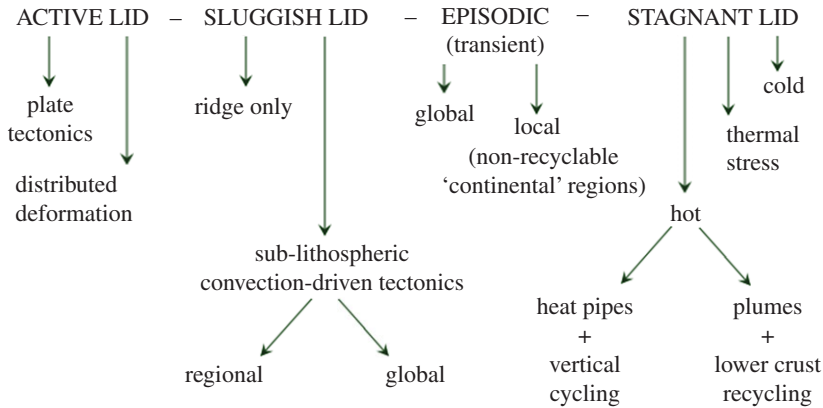 ACTIVE LID – SLUGGISH LID – EPISODIC – STAGNANT LID
(transient)
plate
tectonics
distributed
deformation
ridge only
sub-lithospheric
convection-driven tectonics
regional
global
global
local
(non-recyclable
‘continental’ regions)
cold
thermal
stress
hot
heat pipes
+
vertical
cycling
plumes
+
lower crust
recycling